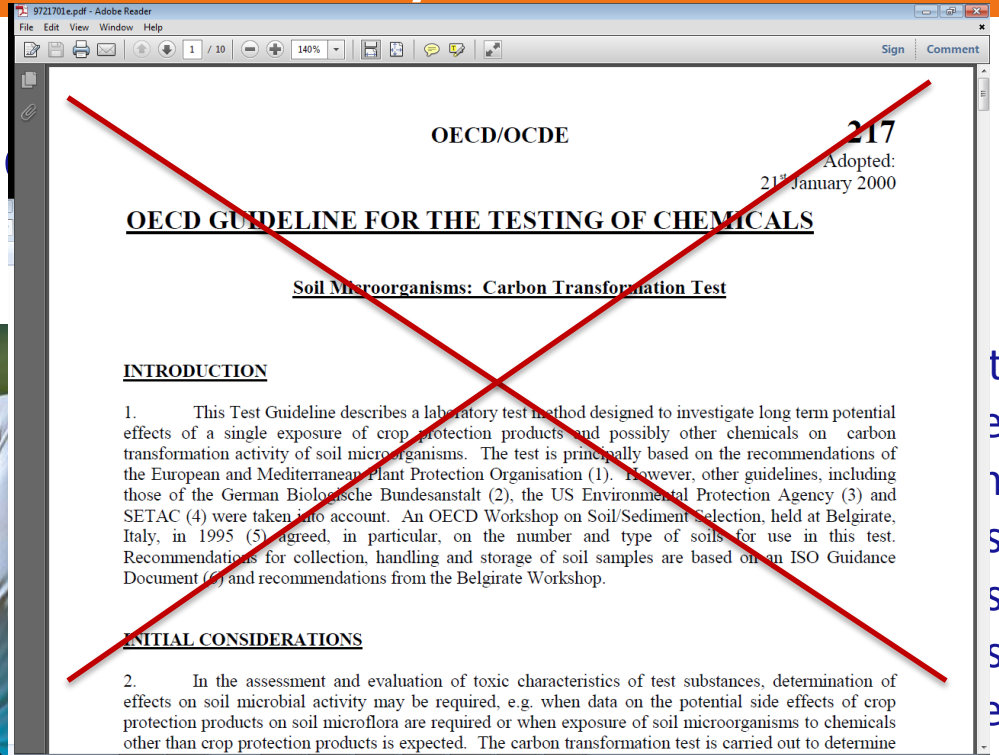 9721701e.pdf - Adobe Reader
File Edit View Window Help
1 / 10 140% Sign Comment
OECD/OCDE
217
Adopted:
21st January 2000
OECD GUIDELINE FOR THE TESTING OF CHEMICALS
Soil Microorganisms: Carbon Transformation Test
INTRODUCTION
1. This Test Guideline describes a laboratory test method designed to investigate long term potential
effects of a single exposure of crop protection products and possibly other chemicals on carbon
transformation activity of soil microorganisms. The test is principally based on the recommendations of
the European and Mediterranean Plant Protection Organisation (1). However, other guidelines, including
those of the German Biologische Bundesanstalt (2), the US Environmental Protection Agency (3) and
SETAC (4) were taken into account. An OECD Workshop on Soil/Sediment Selection, held at Belgirate,
Italy, in 1995 (5) agreed, in particular, on the number and type of soils for use in this test.
Recommendations for collection, handling and storage of soil samples are based on an ISO Guidance
Document (6) and recommendations from the Belgirate Workshop.
INITIAL CONSIDERATIONS
2. In the assessment and evaluation of toxic characteristics of test substances, determination of
effects on soil microbial activity may be required, e.g. when data on the potential side effects of crop
protection products on soil microflora are required or when exposure of soil microorganisms to chemicals
other than crop protection products is expected. The carbon transformation test is carried out to determine